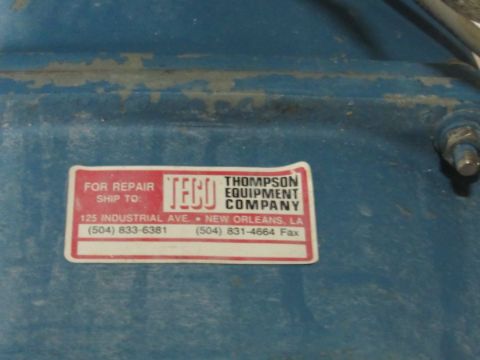 FOR REPAIR
SHIP TO:
TECO
THOMPSON
EQUIPMENT
COMPANY
125 INDUSTRIAL AVE. • NEW ORLEANS, LA
(504) 833-6381 (504) 831-4664 Fax